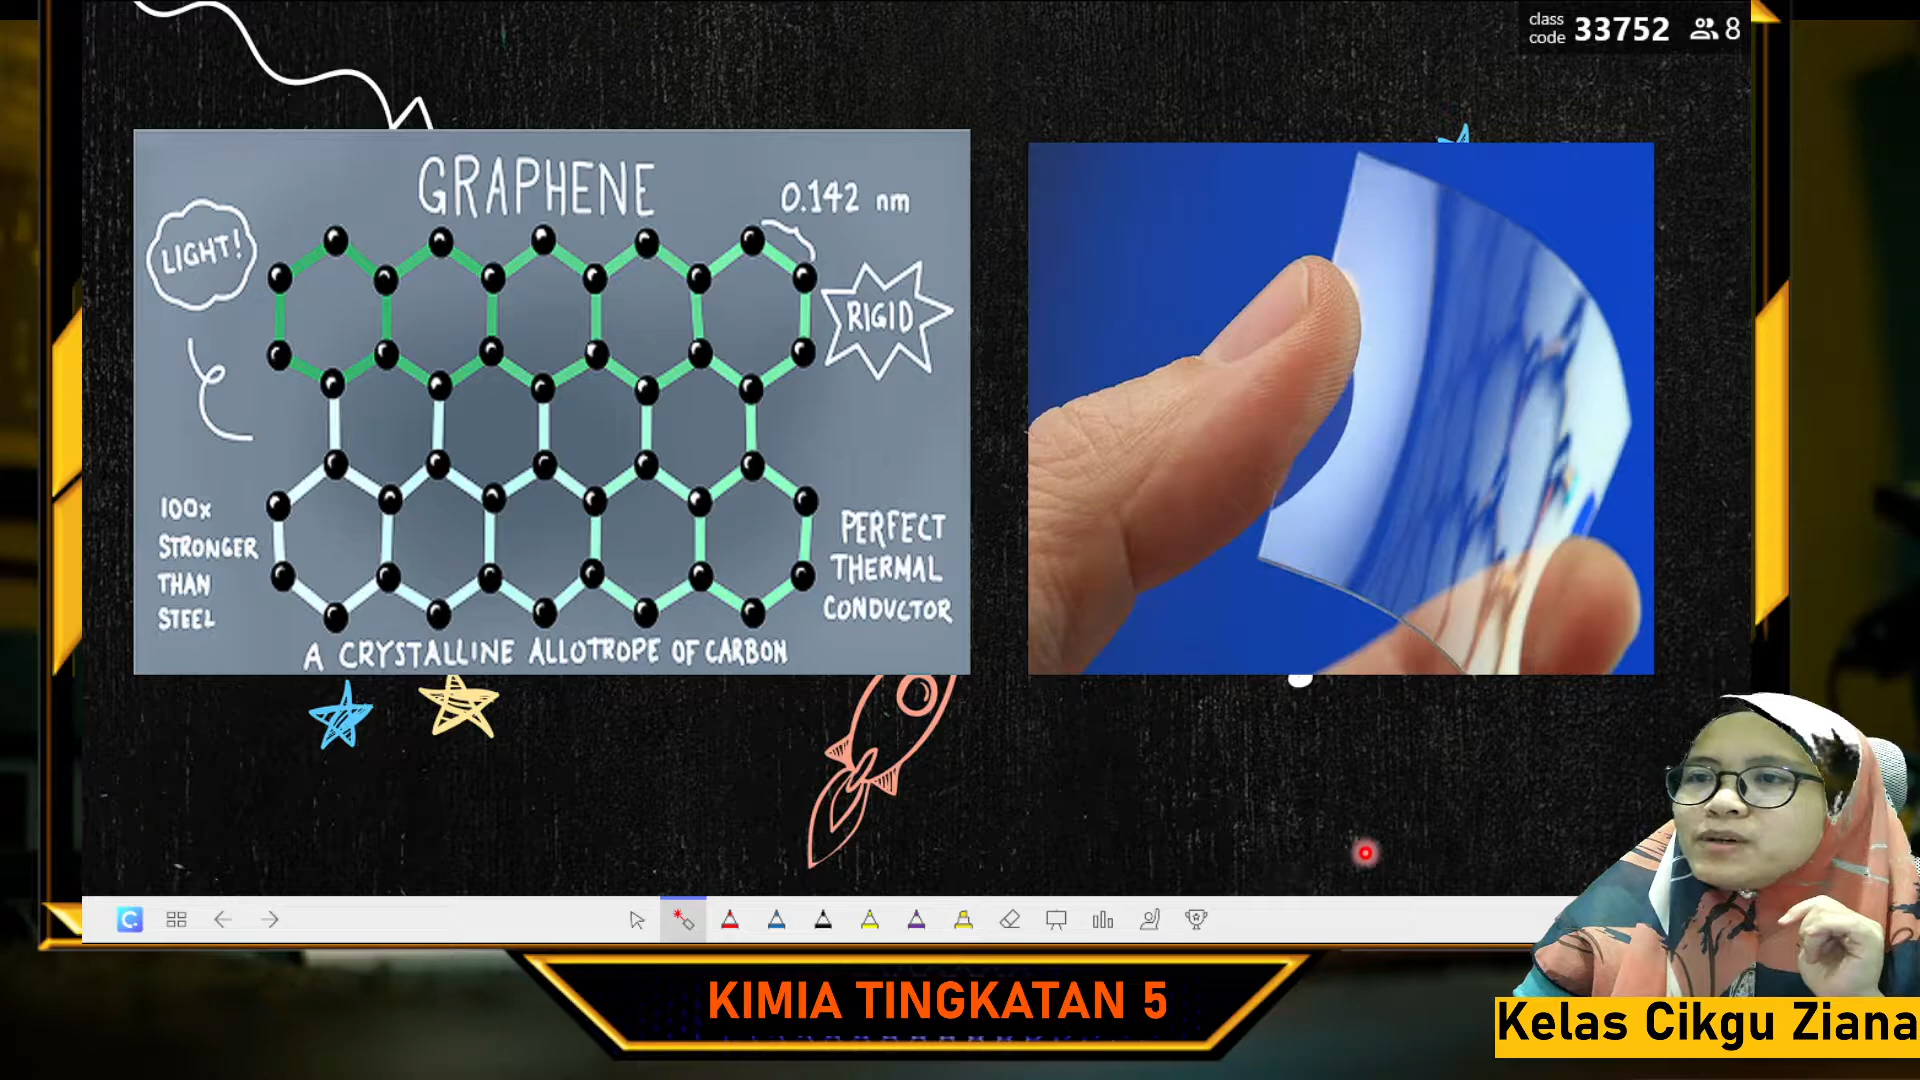 class
code 33752 8
GRAPHENE
0.142 nm
LIGHT!
RIGID
100x
STRONGER
THAN
STEEL
PERFECT
THERMAL
CONDUCTOR
A CRYSTALLINE ALLOTROPE OF CARBON
KIMIA TINGKATAN 5
Kelas Cikgu Ziana